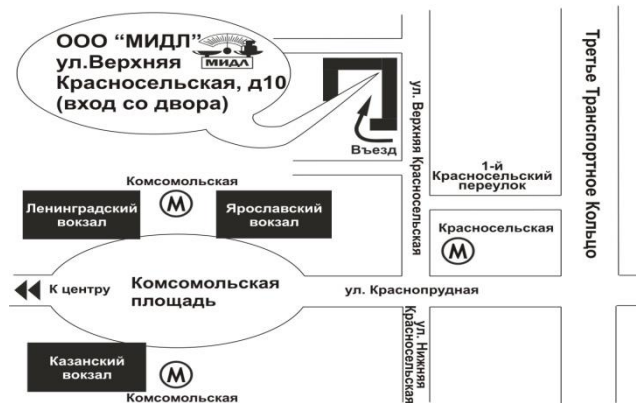 ООО “МИДЛ”
МИДЛ
ул.Верхняя
Красносельская, д10
(вход со двора)
Въезд
ул. Верхняя Красносельская
Третье Транспортное Кольцо
1-й
Красносельский
переулок
Комсомольская
М
Ленинградский
вокзал
Ярославский
вокзал
Красносельская
М
К центру
Комсомольская
площадь
ул. Краснопрудная
ул. Нижняя
Красносельская
Казанский
вокзал
М
Комсомольская